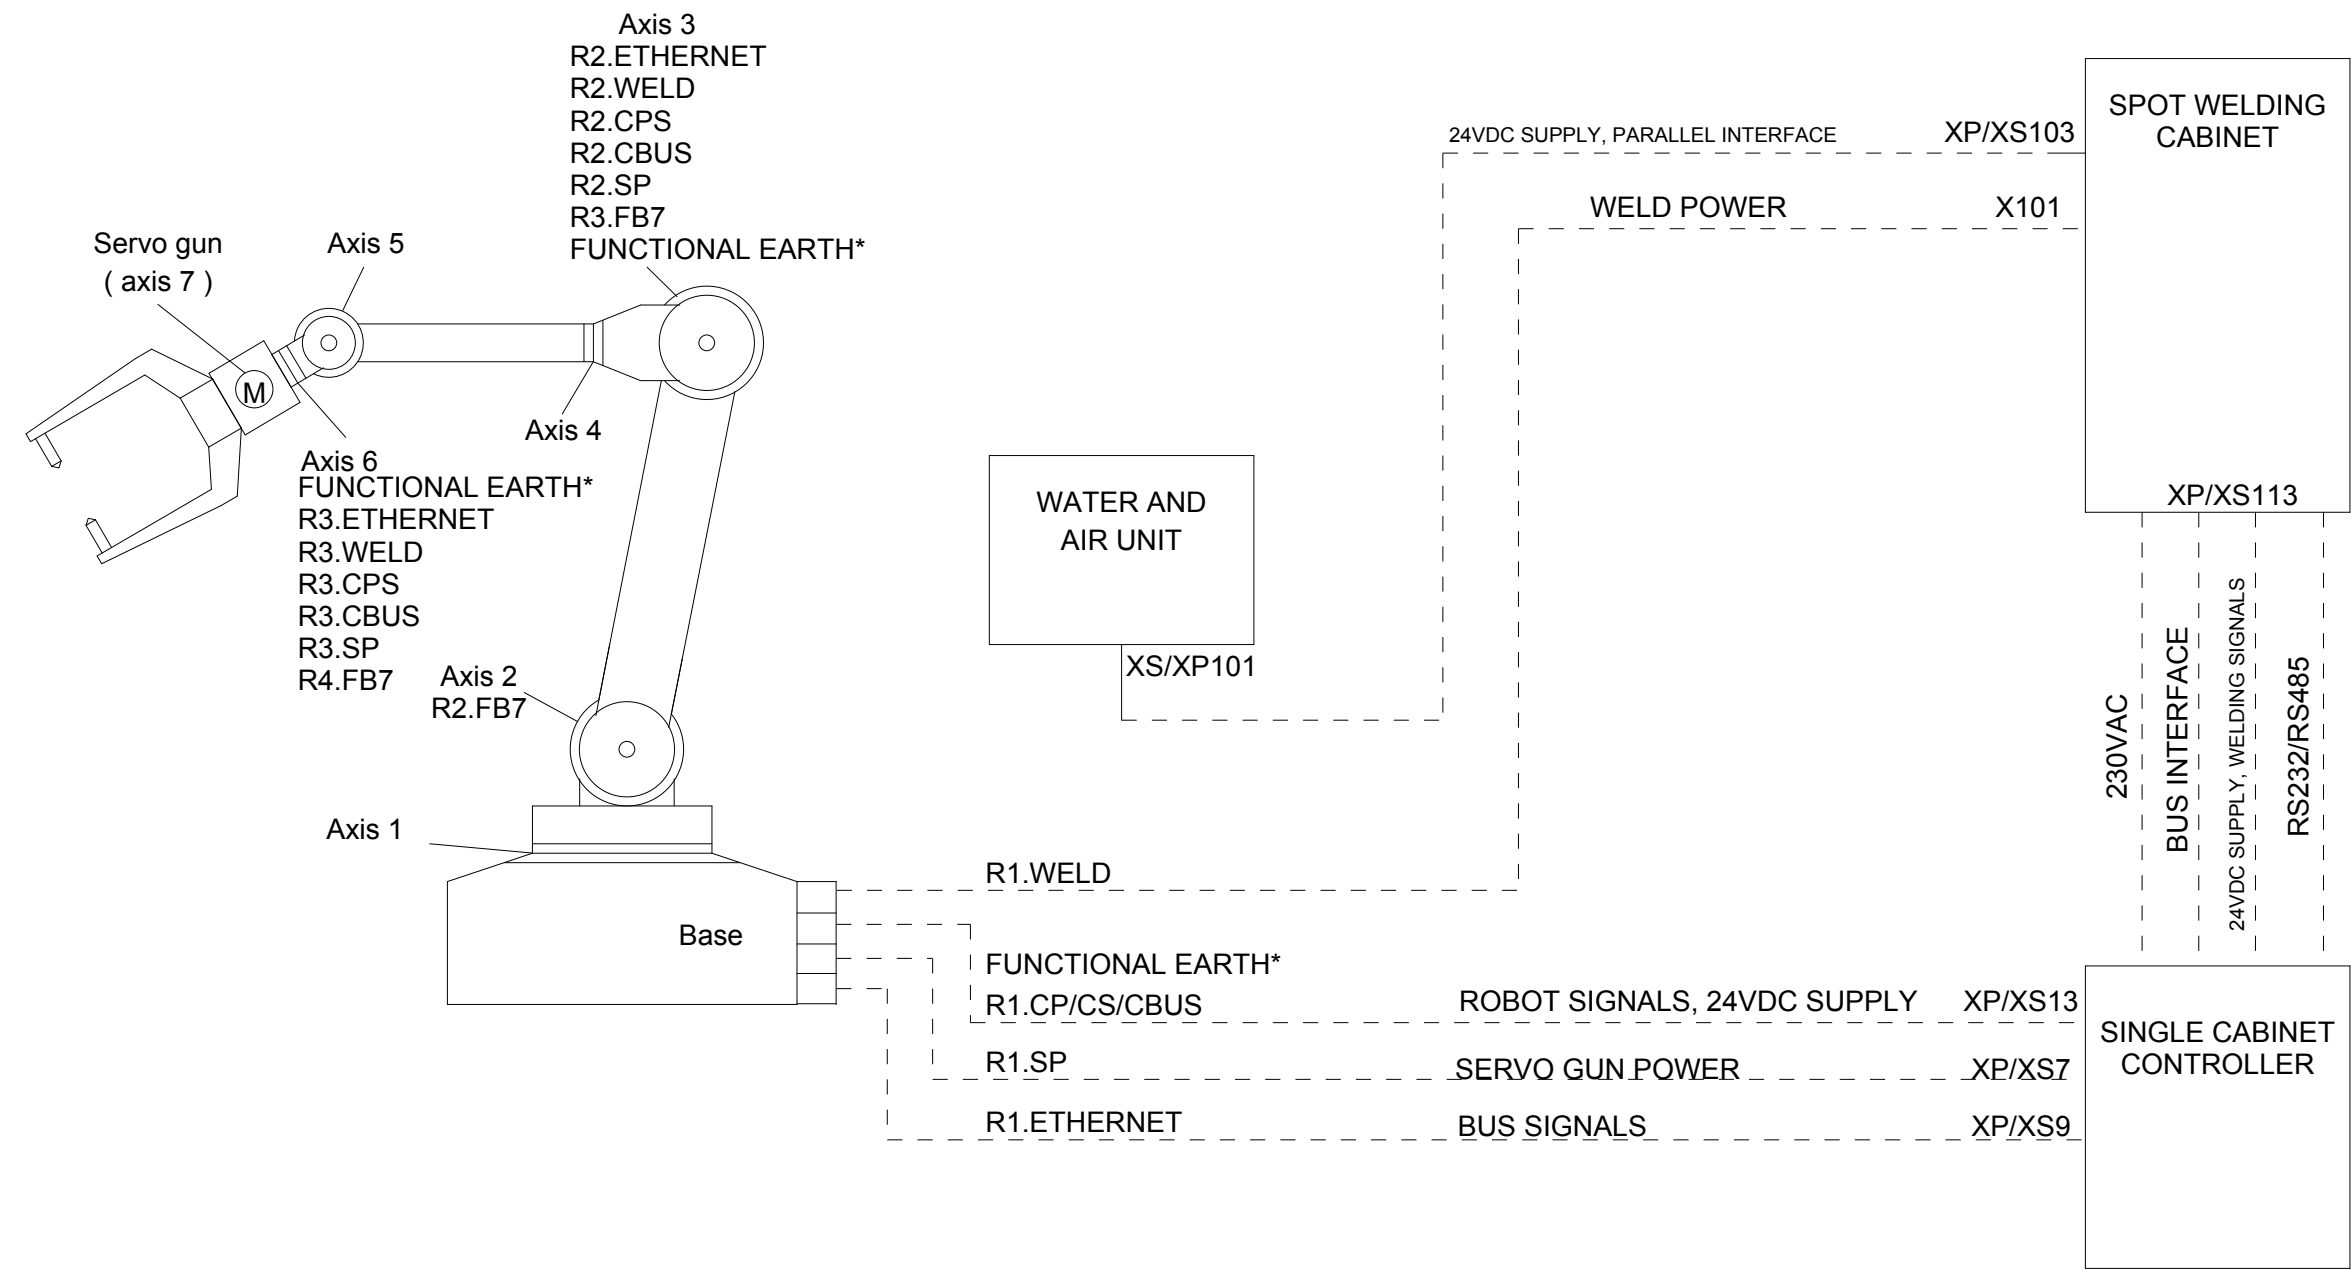 Axis 3
R2.ETHERNET
R2.WELD
R2.CPS
R2.CBUS
R2.SP
R3.FB7
FUNCTIONAL EARTH*
Servo gun
( axis 7 )
Axis 5
M
Axis 4
Axis 6
FUNCTIONAL EARTH*
R3.ETHERNET
R3.WELD
R3.CPS
R3.CBUS
R3.SP
R4.FB7
Axis 2
R2.FB7
Axis 1
Base
WATER AND
AIR UNIT
XS/XP101
24VDC SUPPLY, PARALLEL INTERFACE
XP/XS103
WELD POWER
X101
SPOT WELDING
CABINET
XP/XS113
230VAC
BUS INTERFACE
24VDC SUPPLY, WELDING SIGNALS
RS232/RS485
R1.WELD
FUNCTIONAL EARTH*
R1.CP/CS/CBUS
ROBOT SIGNALS, 24VDC SUPPLY
XP/XS13
R1.SP
SERVO GUN POWER
XP/XS7
R1.ETHERNET
BUS SIGNALS
XP/XS9
SINGLE CABINET
CONTROLLER